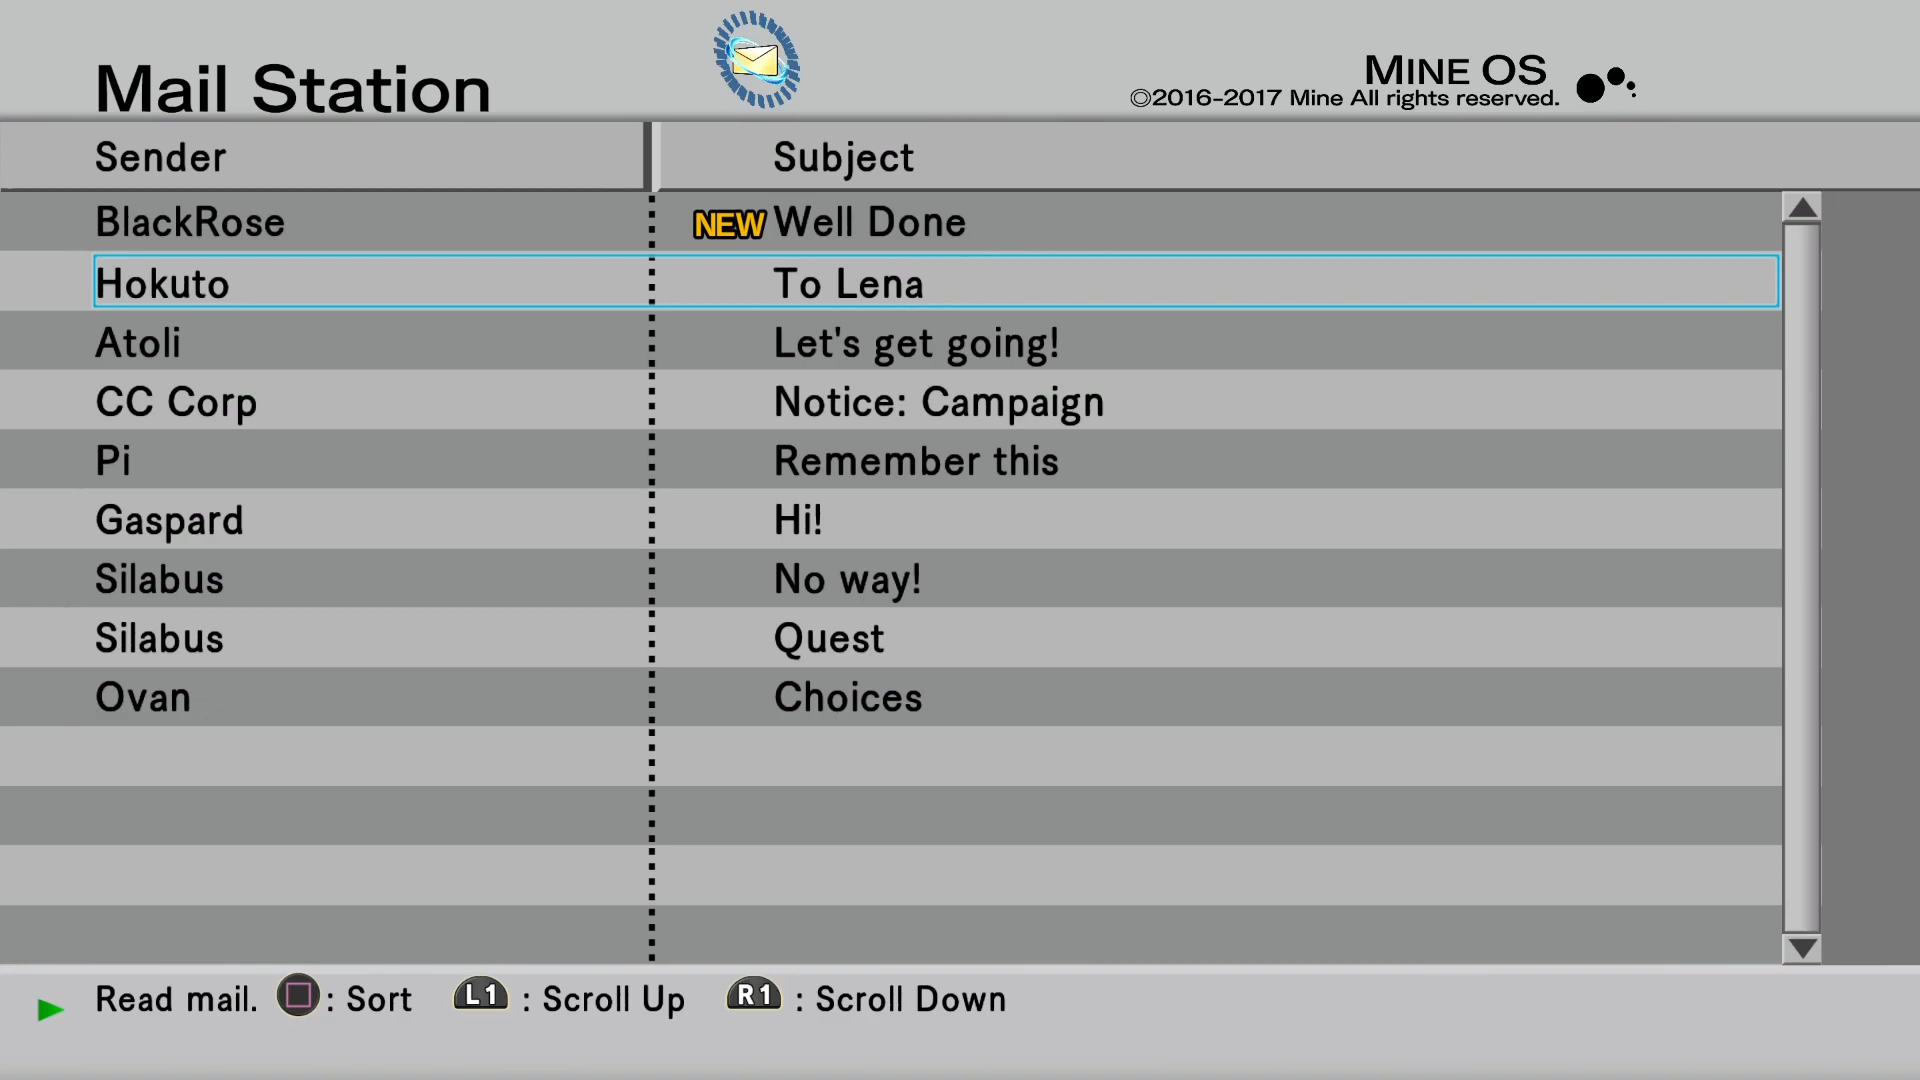 Mail Station
MINE OS
©2016-2017 Mine All rights reserved.
Sender Subject
BlackRose NEW Well Done
Hokuto To Lena
Atoli Let's get going!
CC Corp Notice: Campaign
Pi Remember this
Gaspard Hi!
Silabus No way!
Silabus Quest
Ovan Choices
Read mail. : Sort L1 : Scroll Up R1 : Scroll Down